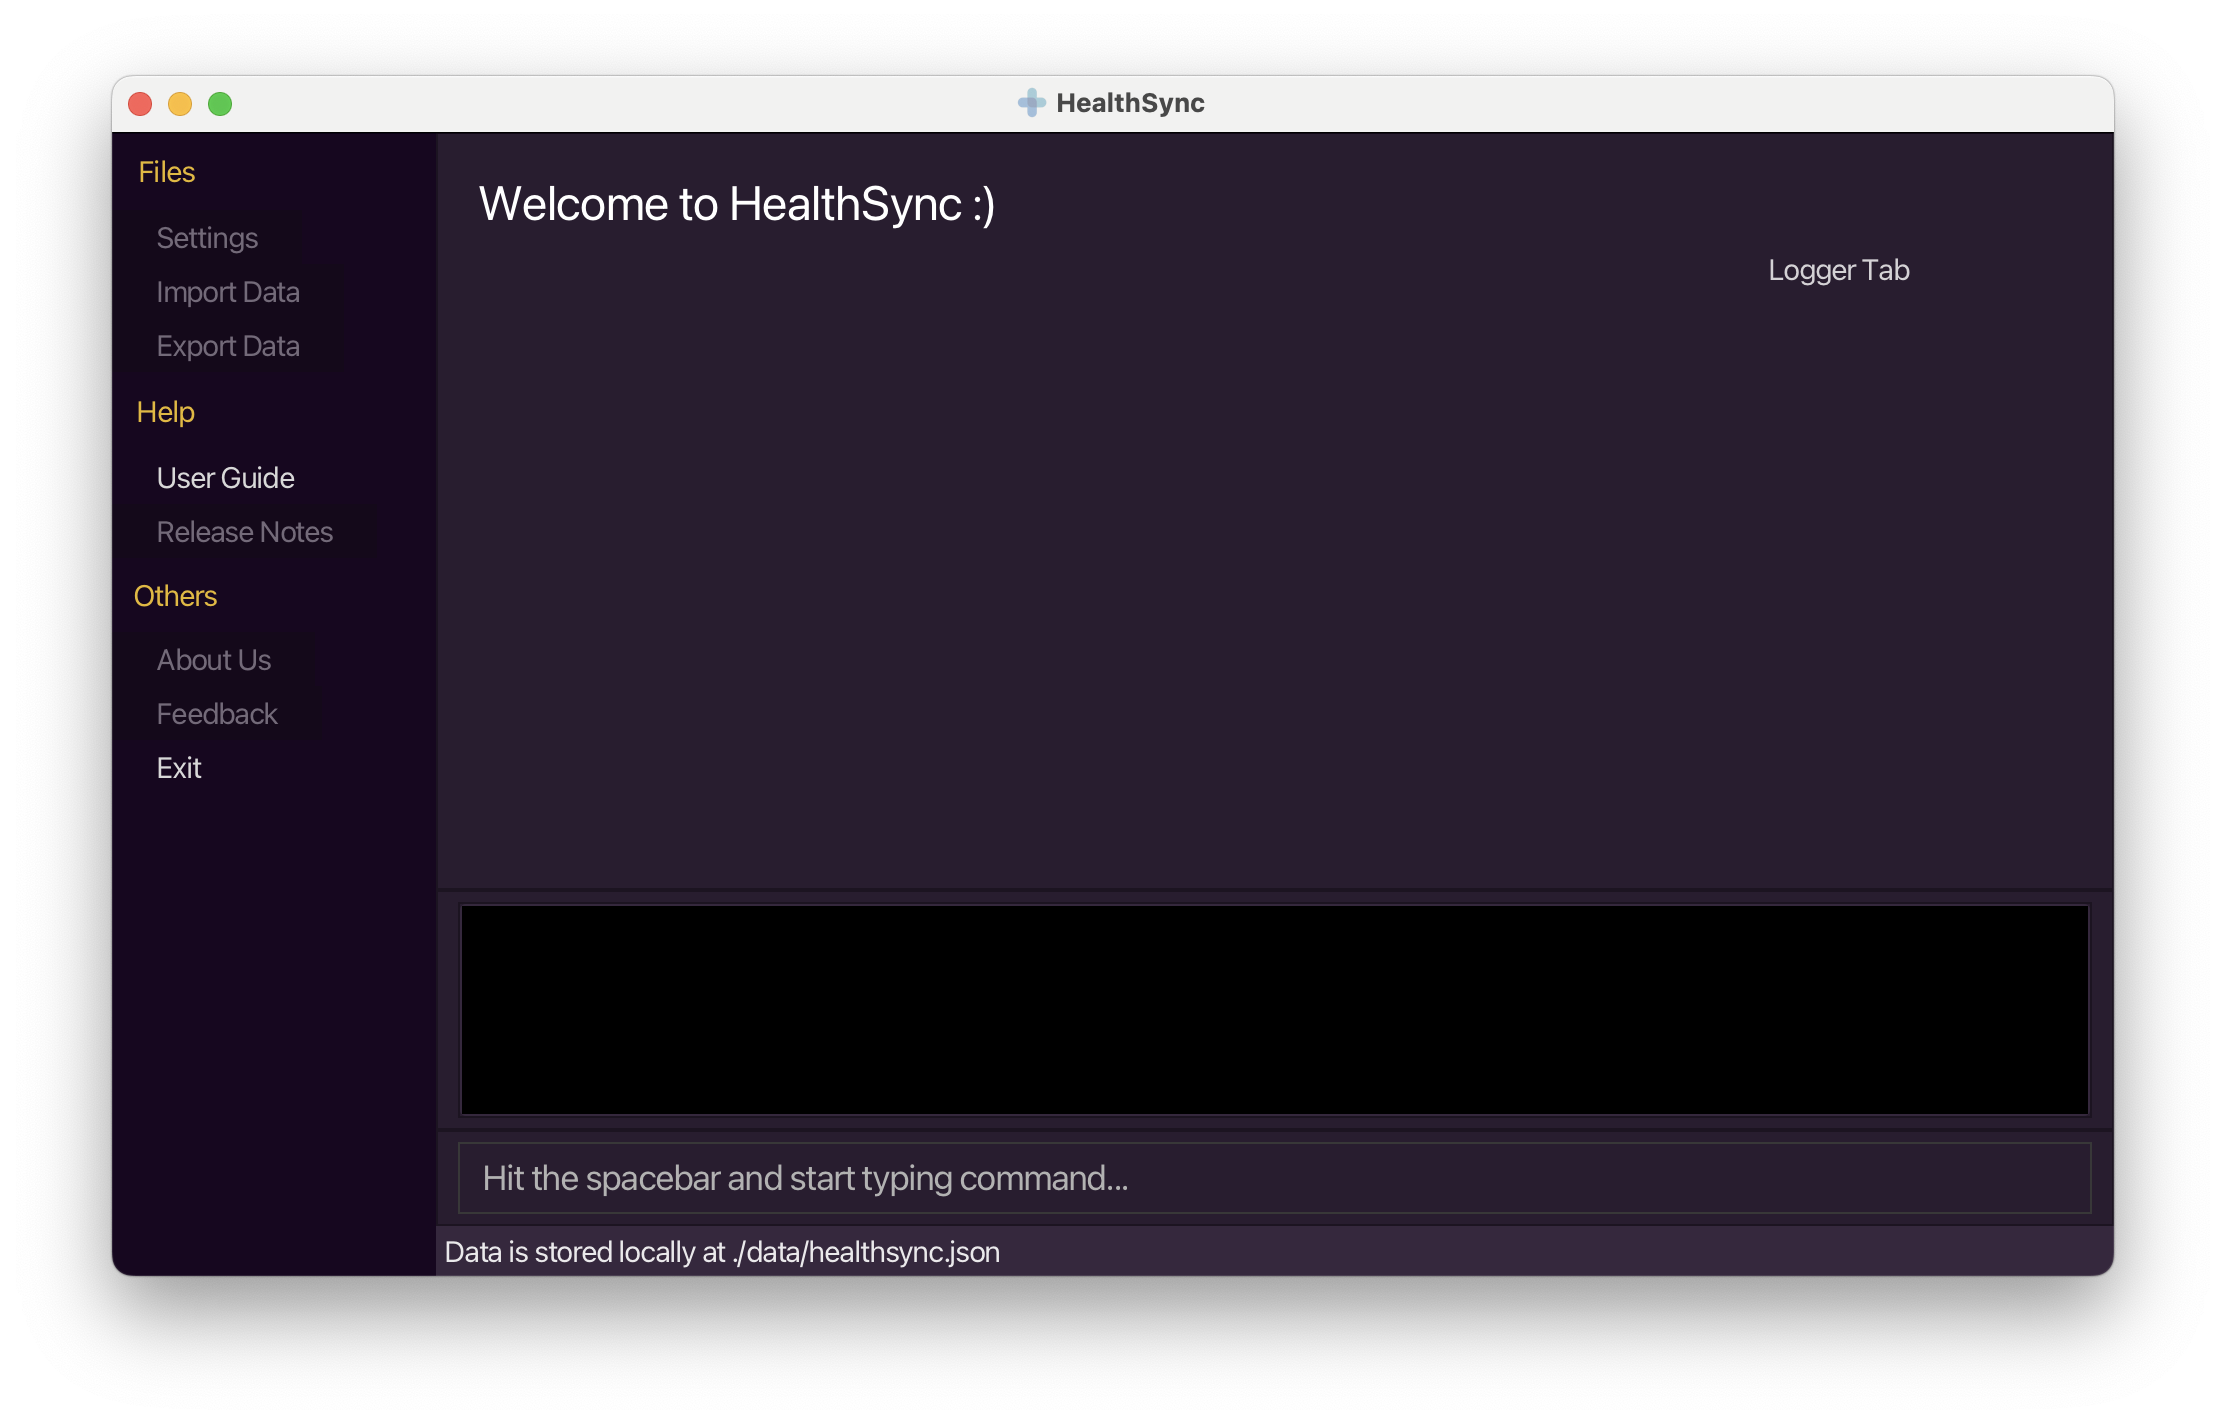 HealthSync
Files
Settings
Import Data
Export Data
Help
User Guide
Release Notes
Others
About Us
Feedback
Exit
Welcome to HealthSync :)
Logger Tab
Hit the spacebar and start typing command...
Data is stored locally at ./data/healthsync.json